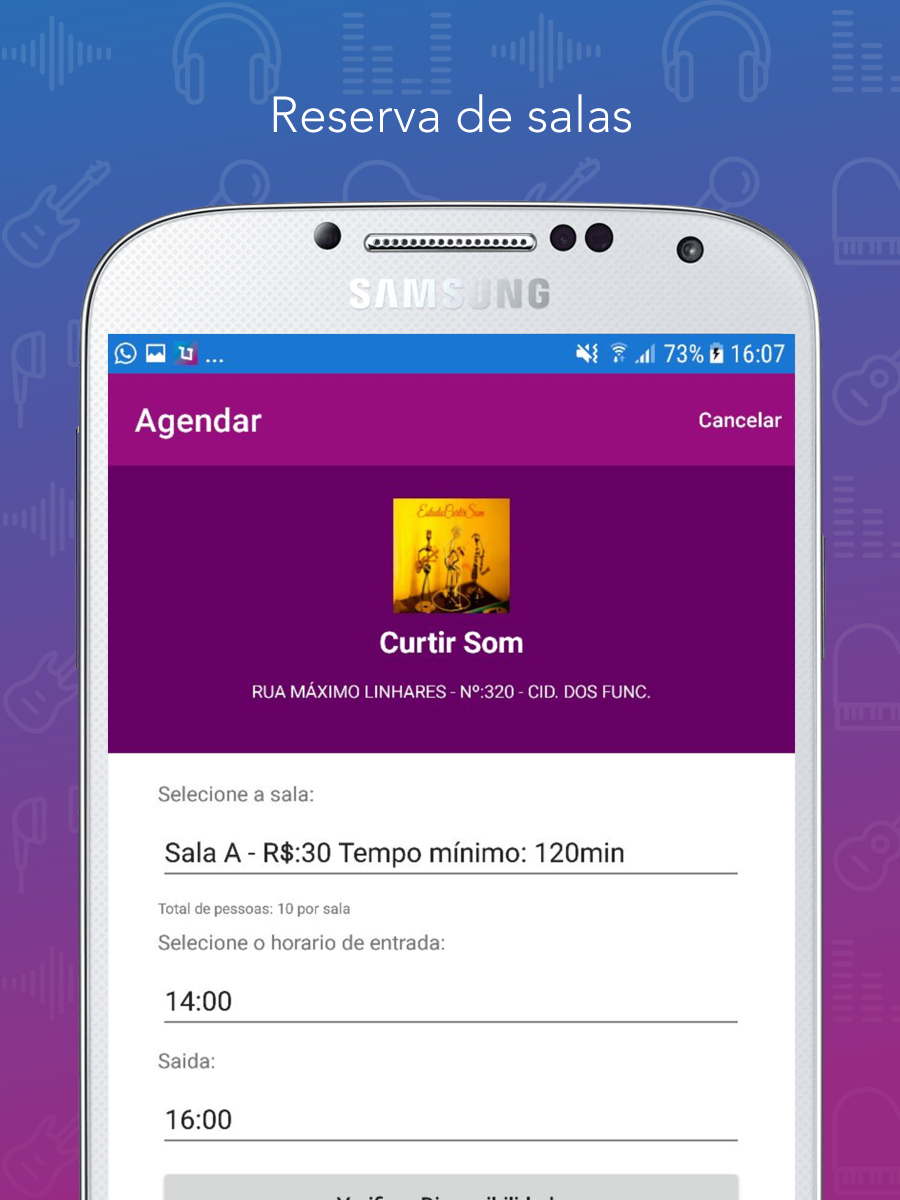 Reserva de salas
SAMSUNG
... 73% 16:07
Agendar
Cancelar
Estudio Curtir Som
Curtir Som
RUA MÁXIMO LINHARES - Nº:320 - CID. DOS FUNC.
Selecione a sala:
Sala A - R$:30 Tempo mínimo: 120min
Total de pessoas: 10 por sala
Selecione o horario de entrada:
14:00
Saida:
16:00